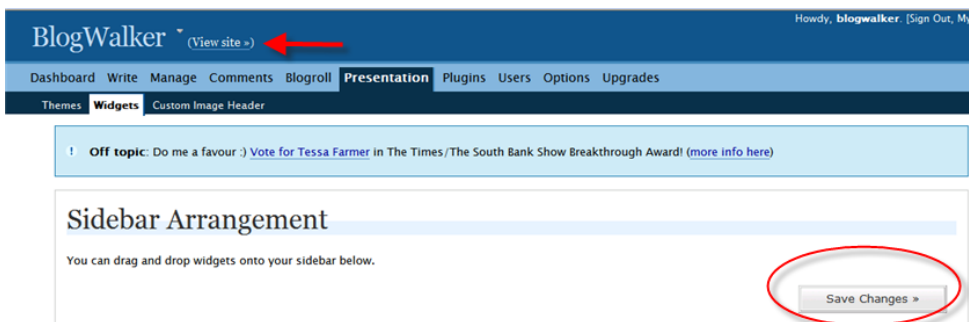 Howdy, blogwalker. [Sign Out, My
BlogWalker ˇ (View site »)
Dashboard Write Manage Comments Blogroll Presentation Plugins Users Options Upgrades
Themes Widgets Custom Image Header
! Off topic: Do me a favour :) Vote for Tessa Farmer in The Times/The South Bank Show Breakthrough Award! (more info here)
Sidebar Arrangement
You can drag and drop widgets onto your sidebar below.
Save Changes »